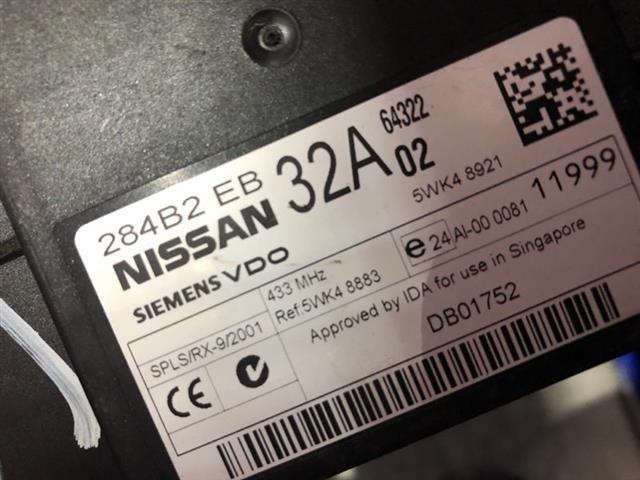 284B2 EB 32A 64322
02
NISSAN
5WK4 8921
SIEMENS VDO
433 MHz
Ref:5WK4 8883
e 24 AI-00 0081 11999
SPLS/RX-9/2001
Approved by IDA for use in Singapore
DB01752
CE